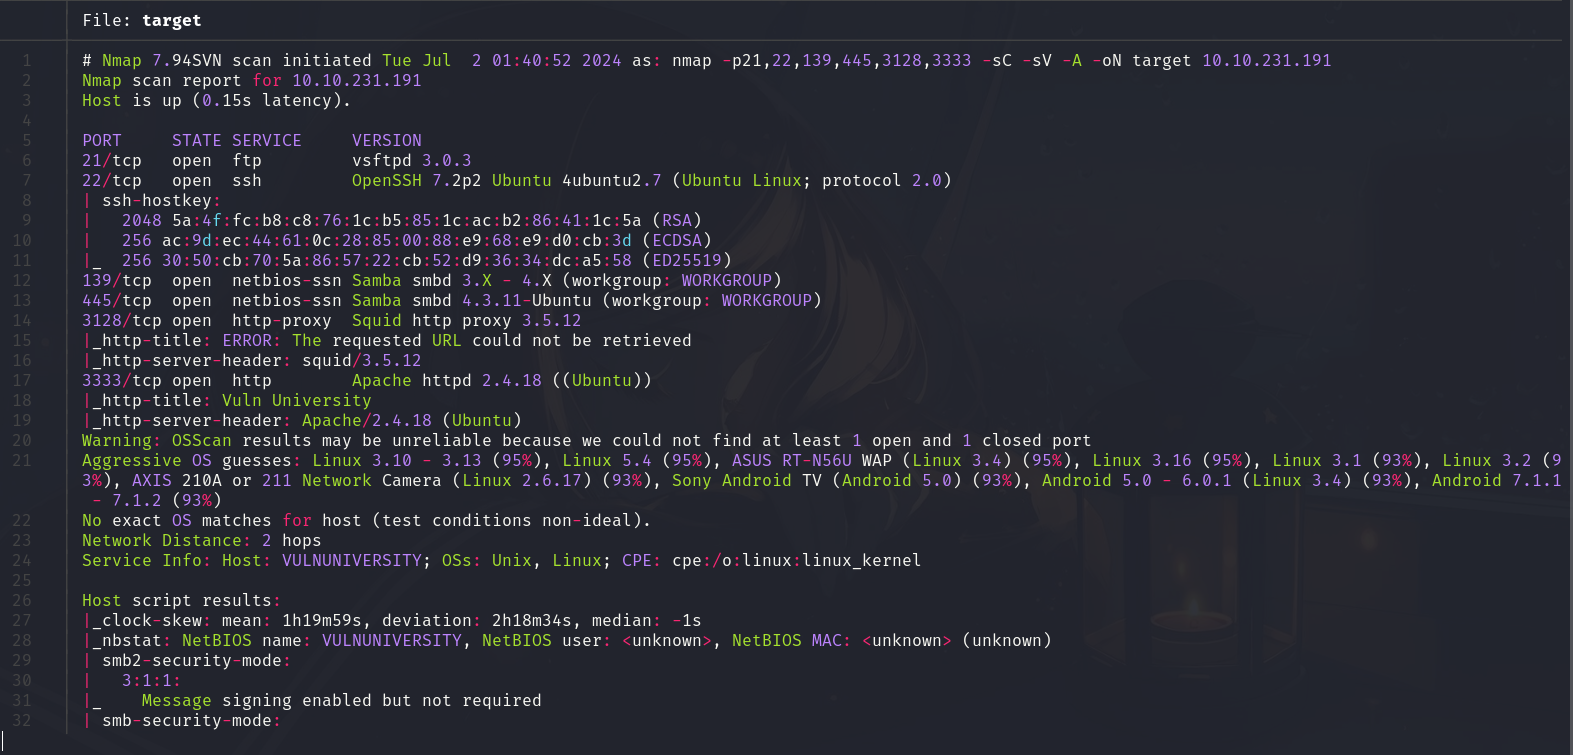 File: target
1 # Nmap 7.94SVN scan initiated Tue Jul  2 01:40:52 2024 as: nmap -p21,22,139,445,3128,3333 -sC -sV -A -oN target 10.10.231.191
2 Nmap scan report for 10.10.231.191
3 Host is up (0.15s latency).
4
5 PORT     STATE SERVICE     VERSION
6 21/tcp   open  ftp         vsftpd 3.0.3
7 22/tcp   open  ssh         OpenSSH 7.2p2 Ubuntu 4ubuntu2.7 (Ubuntu Linux; protocol 2.0)
8 | ssh-hostkey:
9 |   2048 5a:4f:fc:b8:c8:76:1c:b5:85:1c:ac:b2:86:41:1c:5a (RSA)
10 |   256 ac:9d:ec:44:61:0c:28:85:00:88:e9:68:e9:d0:cb:3d (ECDSA)
11 |_  256 30:50:cb:70:5a:86:57:22:cb:52:d9:36:34:dc:a5:58 (ED25519)
12 139/tcp  open  netbios-ssn Samba smbd 3.X - 4.X (workgroup: WORKGROUP)
13 445/tcp  open  netbios-ssn Samba smbd 4.3.11-Ubuntu (workgroup: WORKGROUP)
14 3128/tcp open  http-proxy  Squid http proxy 3.5.12
15 |_http-title: ERROR: The requested URL could not be retrieved
16 |_http-server-header: squid/3.5.12
17 3333/tcp open  http        Apache httpd 2.4.18 ((Ubuntu))
18 |_http-title: Vuln University
19 |_http-server-header: Apache/2.4.18 (Ubuntu)
20 Warning: OSScan results may be unreliable because we could not find at least 1 open and 1 closed port
21 Aggressive OS guesses: Linux 3.10 - 3.13 (95%), Linux 5.4 (95%), ASUS RT-N56U WAP (Linux 3.4) (95%), Linux 3.16 (95%), Linux 3.1 (93%), Linux 3.2 (9
3%), AXIS 210A or 211 Network Camera (Linux 2.6.17) (93%), Sony Android TV (Android 5.0) (93%), Android 5.0 - 6.0.1 (Linux 3.4) (93%), Android 7.1.1
 - 7.1.2 (93%)
22 No exact OS matches for host (test conditions non-ideal).
23 Network Distance: 2 hops
24 Service Info: Host: VULNUNIVERSITY; OSs: Unix, Linux; CPE: cpe:/o:linux:linux_kernel
25
26 Host script results:
27 |_clock-skew: mean: 1h19m59s, deviation: 2h18m34s, median: -1s
28 |_nbstat: NetBIOS name: VULNUNIVERSITY, NetBIOS user: <unknown>, NetBIOS MAC: <unknown> (unknown)
29 | smb2-security-mode:
30 |   3:1:1:
31 |_    Message signing enabled but not required
32 | smb-security-mode: